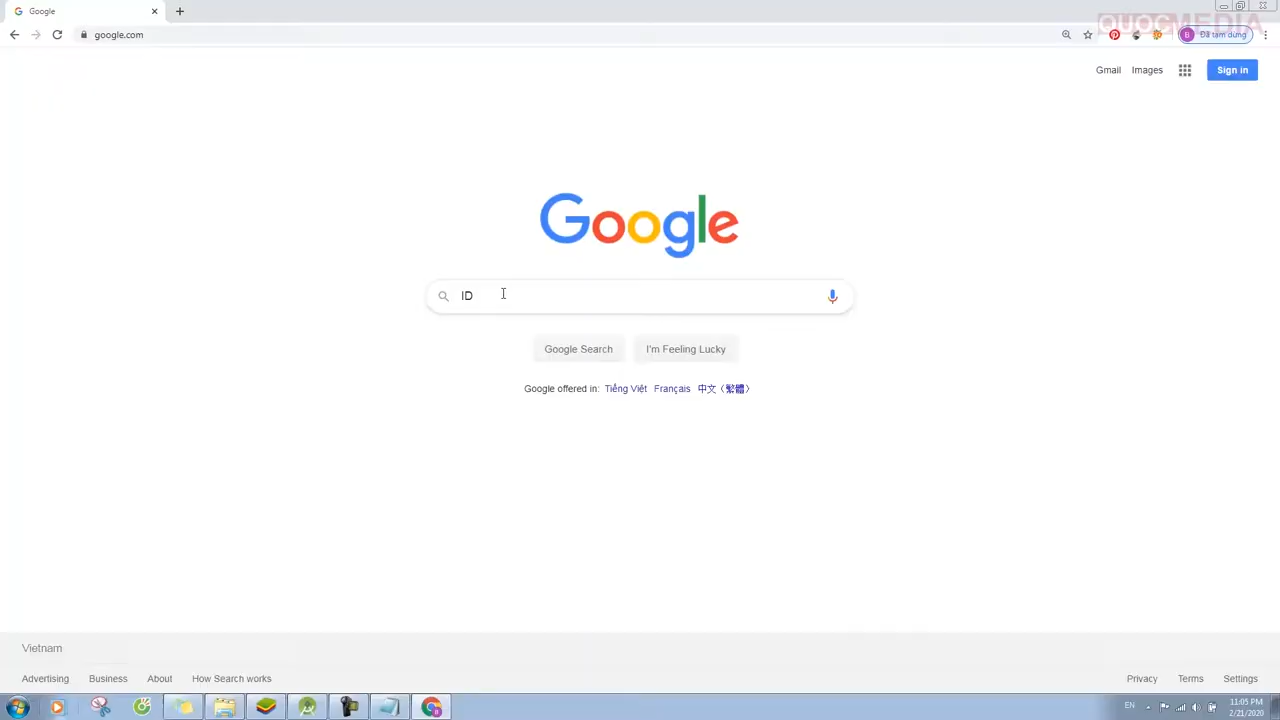 Google
QUOCMEDIA
google.com
B Đã tạm dừng
Gmail Images Sign in
Google
ID
Google Search I'm Feeling Lucky
Google offered in: Tiếng Việt Français 中文（繁體）
Vietnam
Advertising Business About How Search works Privacy Terms Settings
EN
11:05 PM
2/21/2020